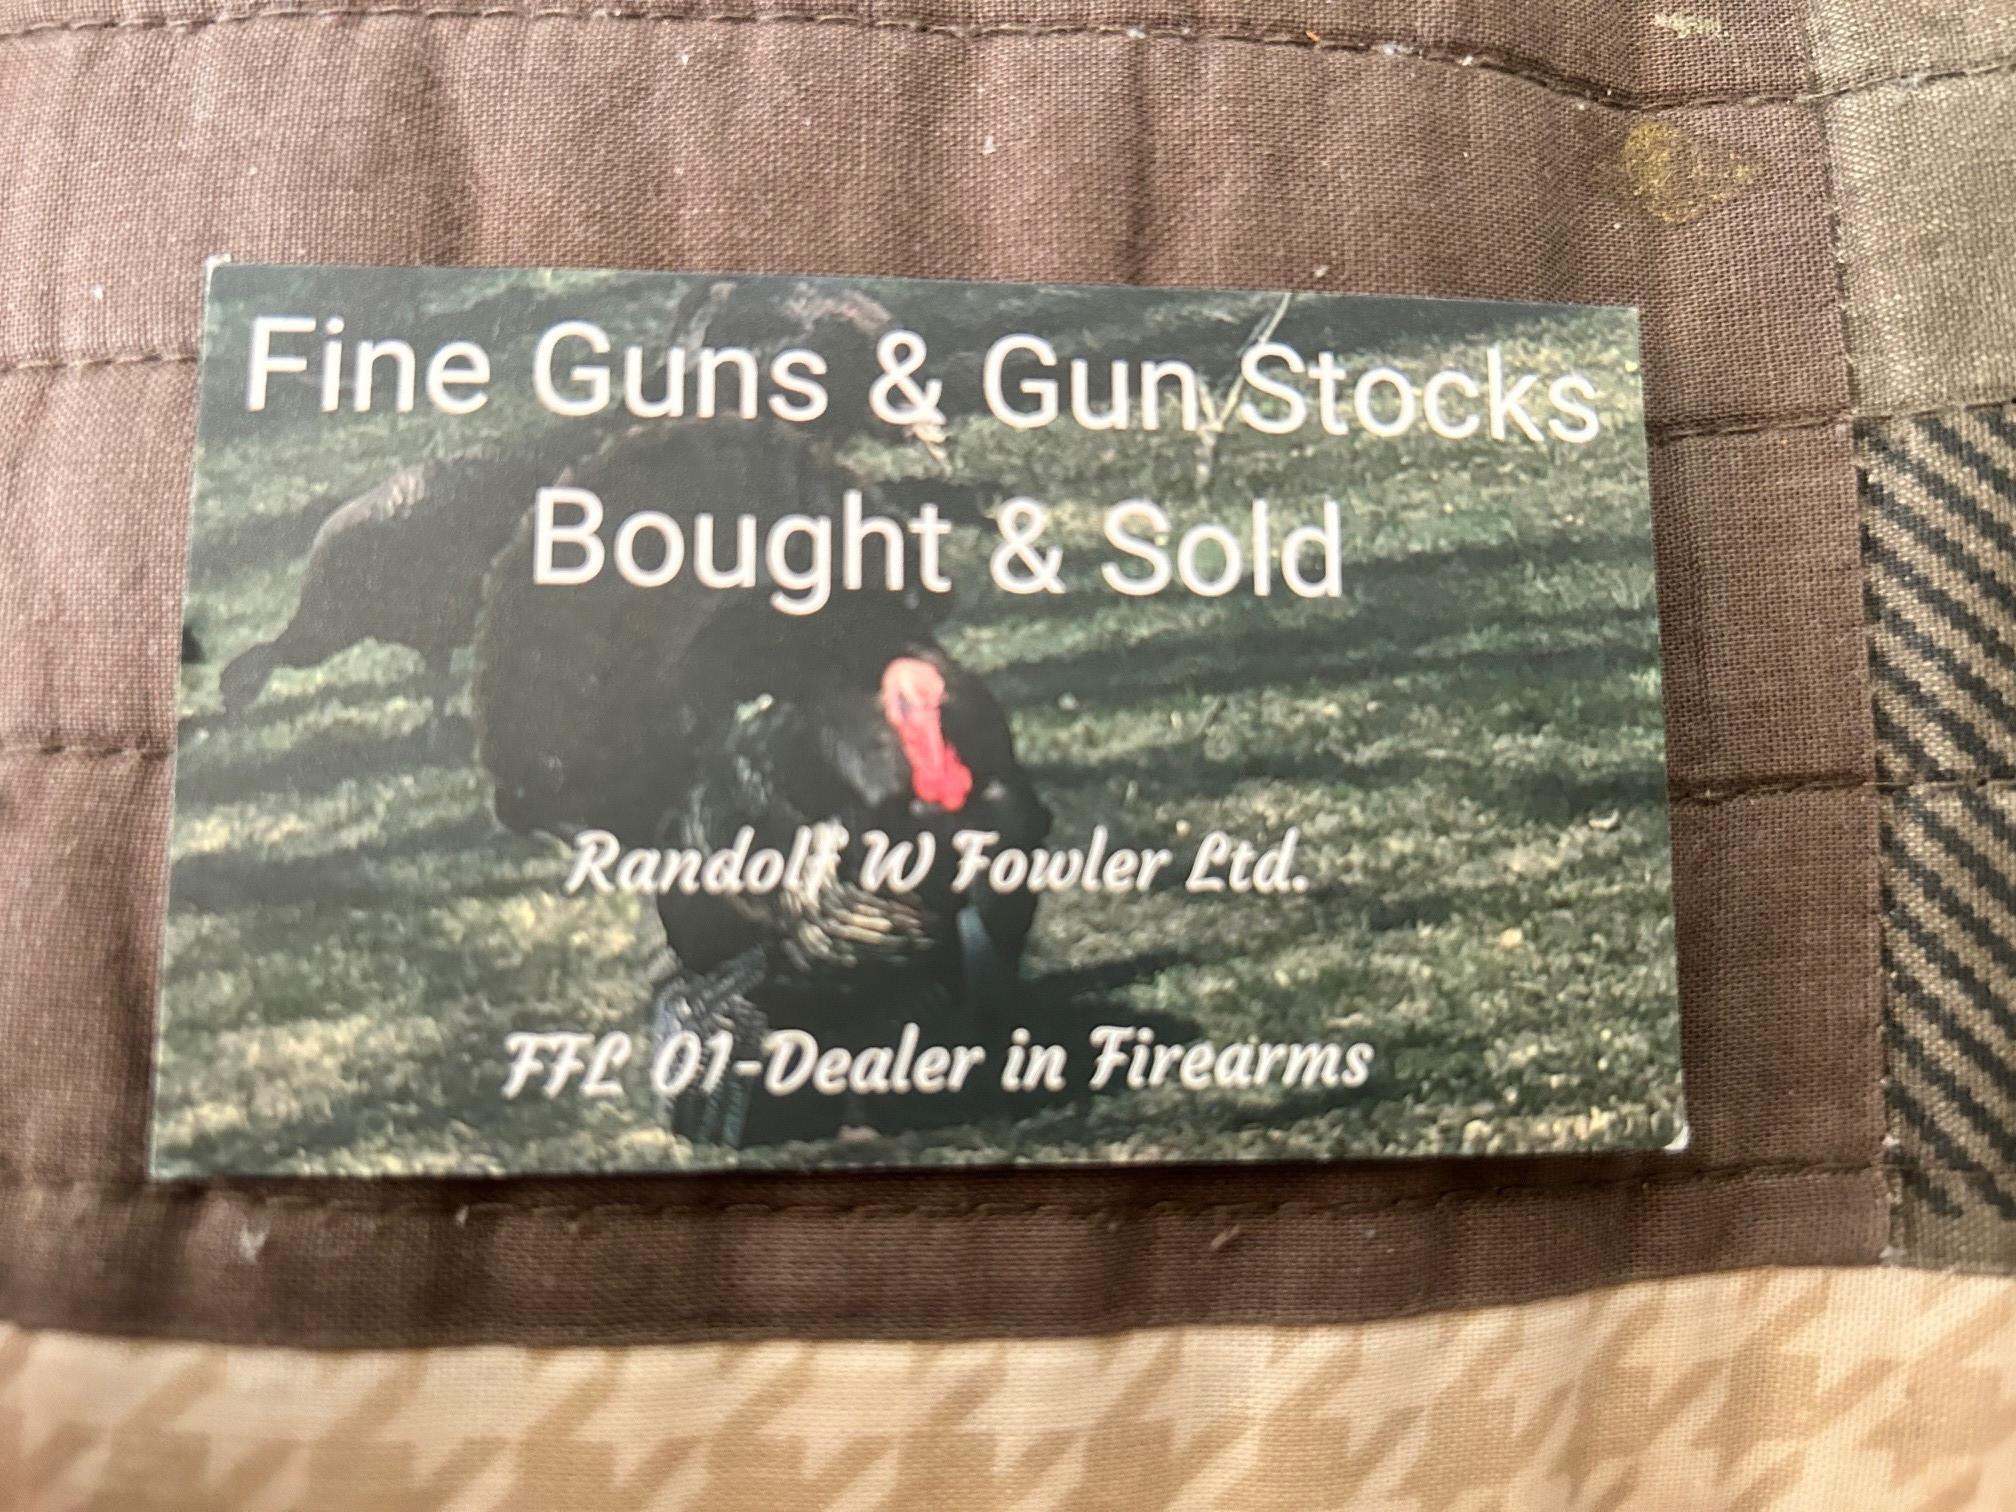 Fine Guns & Gun Stocks
Bought & Sold
Randolf W Fowler Ltd.
FFL 01-Dealer in Firearms